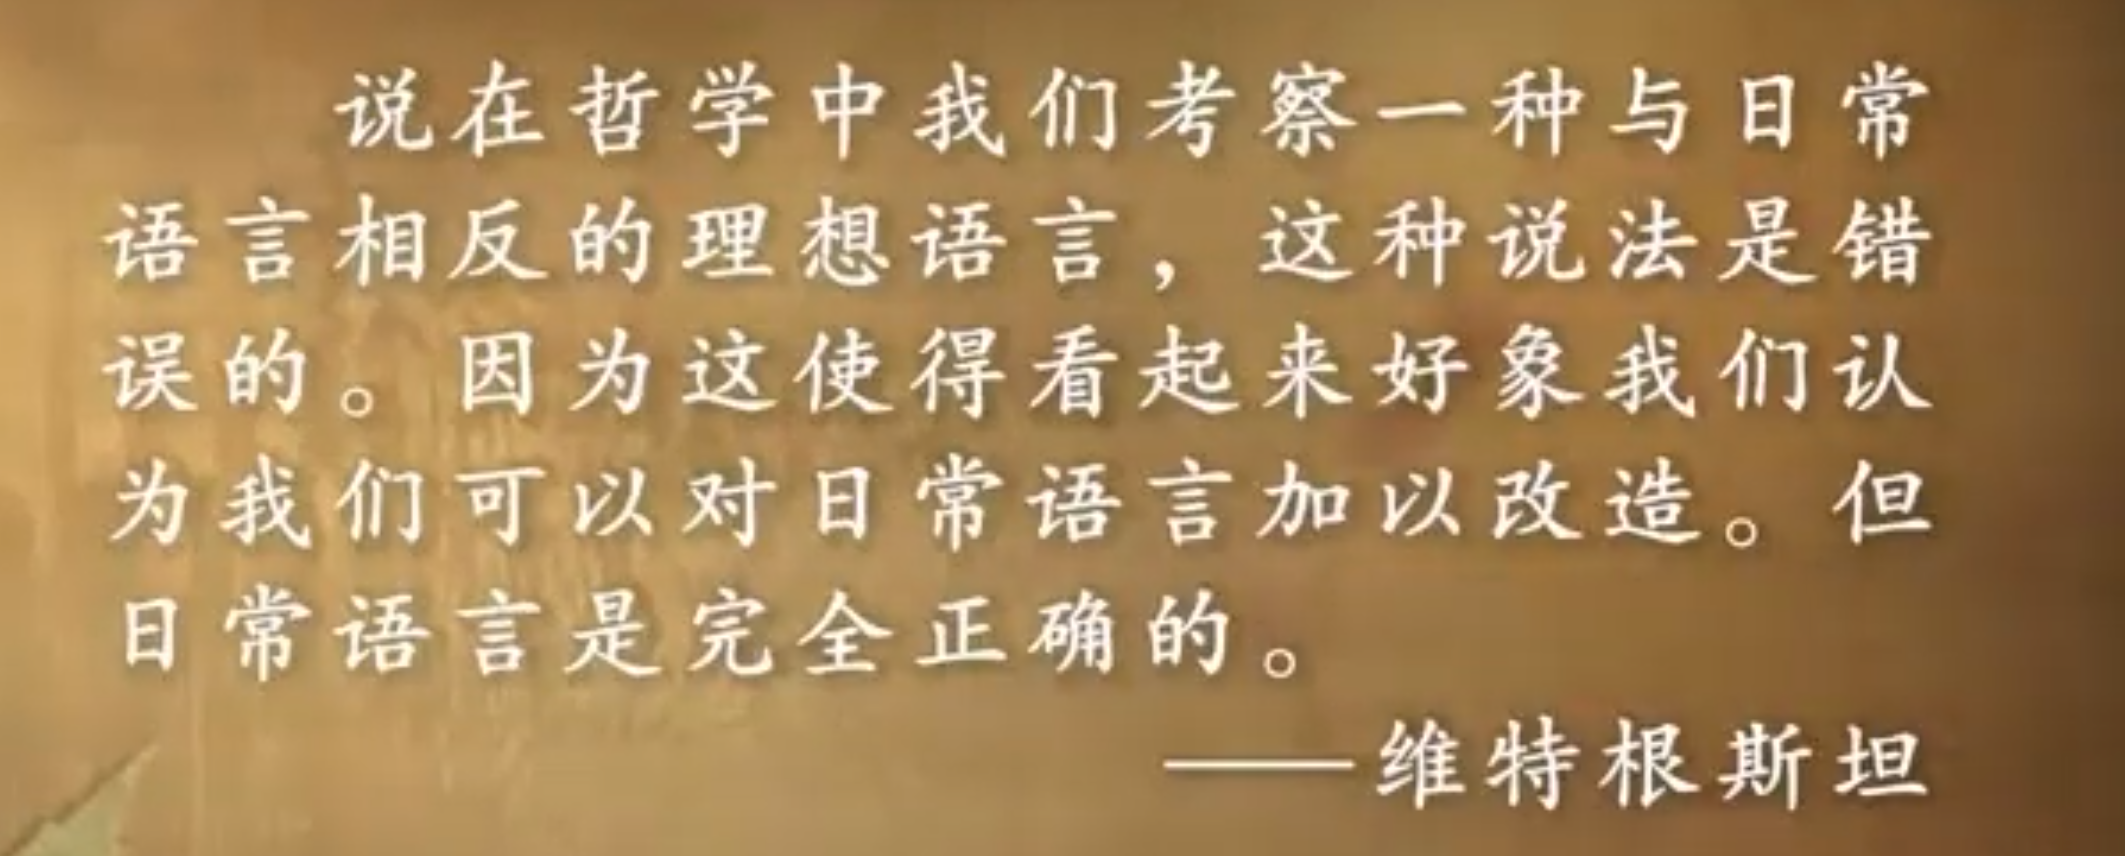 说在哲学中我们考察一种与日常
语言相反的理想语言，这种说法是错
误的。因为这使得看起来好象我们认
为我们可以对日常语言加以改造。但
日常语言是完全正确的。
——维特根斯坦